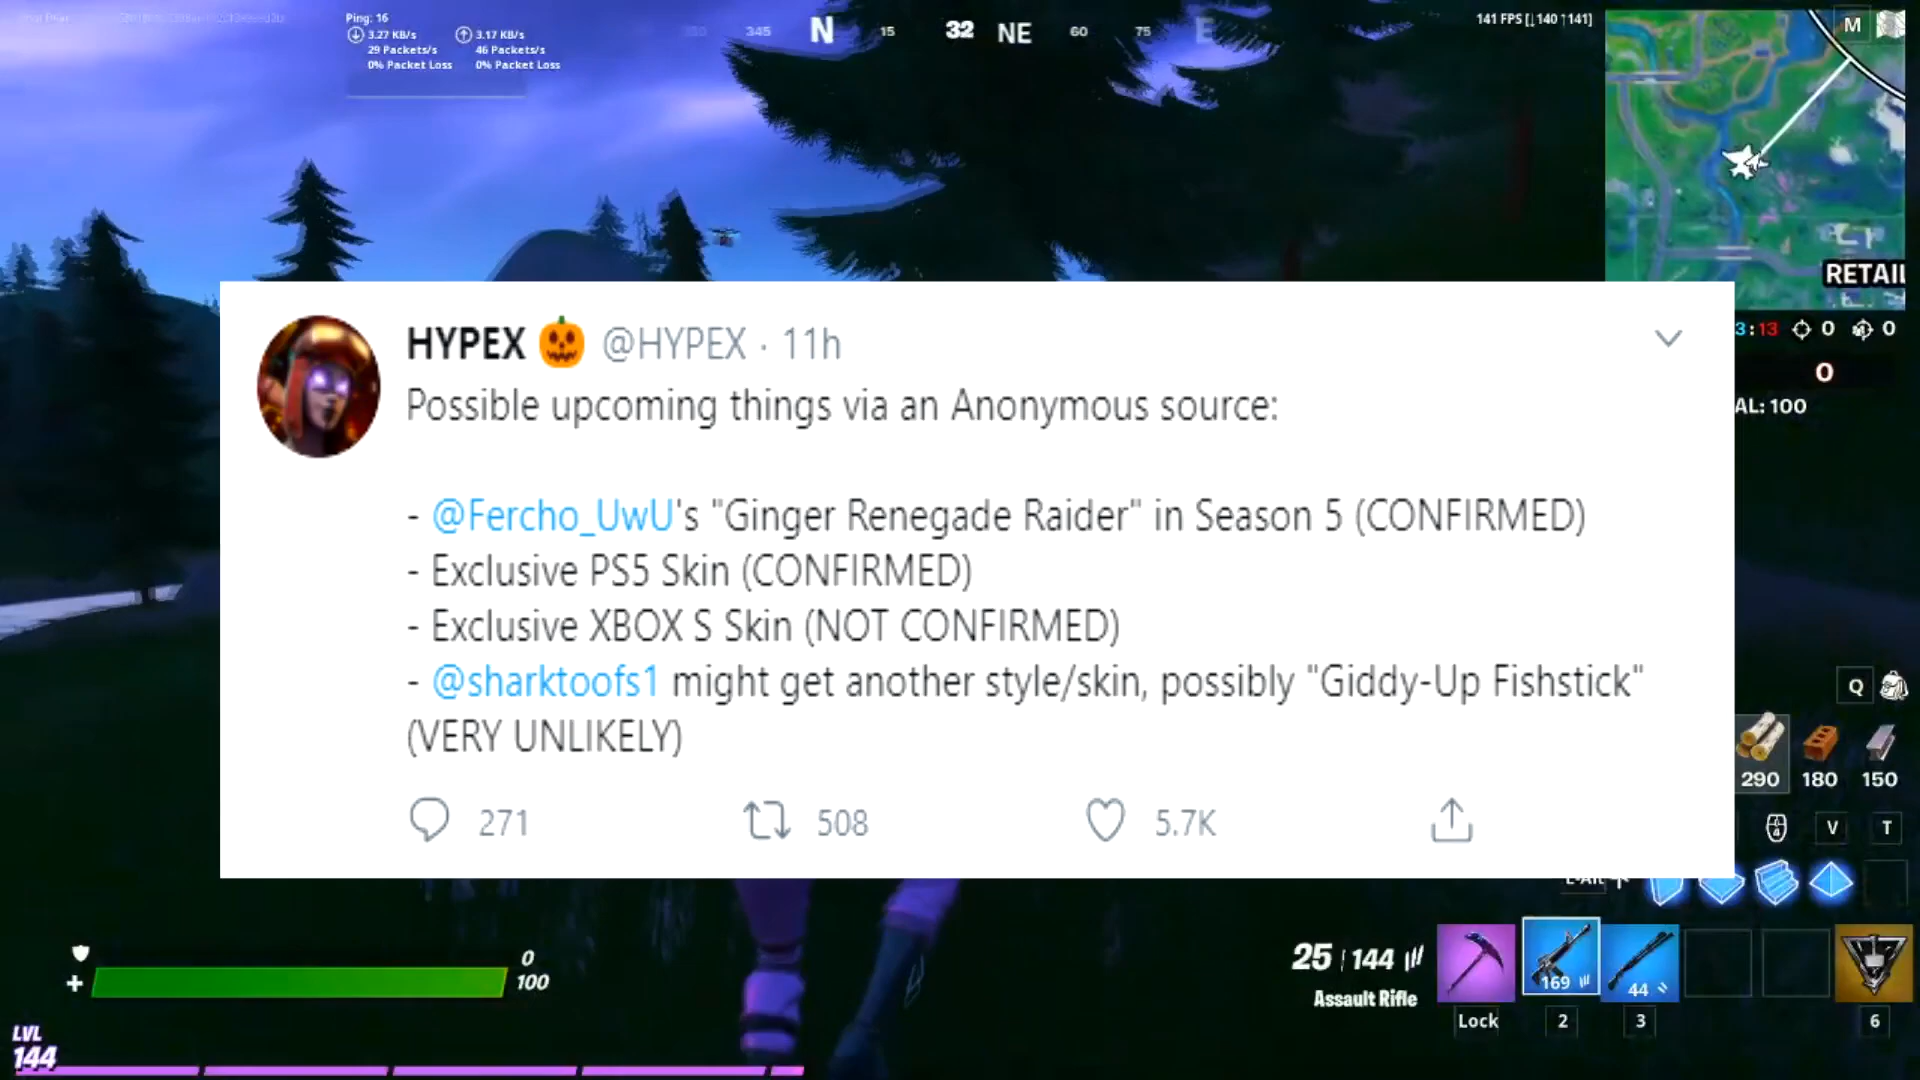 Ping: 16
3.27 KB/s 3.17 KB/s
29 Packets/s 46 Packets/s
0% Packet Loss 0% Packet Loss
345 N 15 32 NE 60 75 E
141 FPS [↓140 ↑141]
M
RETAIL
3:13 0 0
0
AL: 100
HYPEX 🎃 @HYPEX · 11h
Possible upcoming things via an Anonymous source:
- @Fercho_UwU's "Ginger Renegade Raider" in Season 5 (CONFIRMED)
- Exclusive PS5 Skin (CONFIRMED)
- Exclusive XBOX S Skin (NOT CONFIRMED)
- @sharktoofs1 might get another style/skin, possibly "Giddy-Up Fishstick"
(VERY UNLIKELY)
271 508 5.7K
Q
290 180 150
V T
0
100
25 | 144
Assault Rifle
169 44
Lock 2 3 6
LVL
144